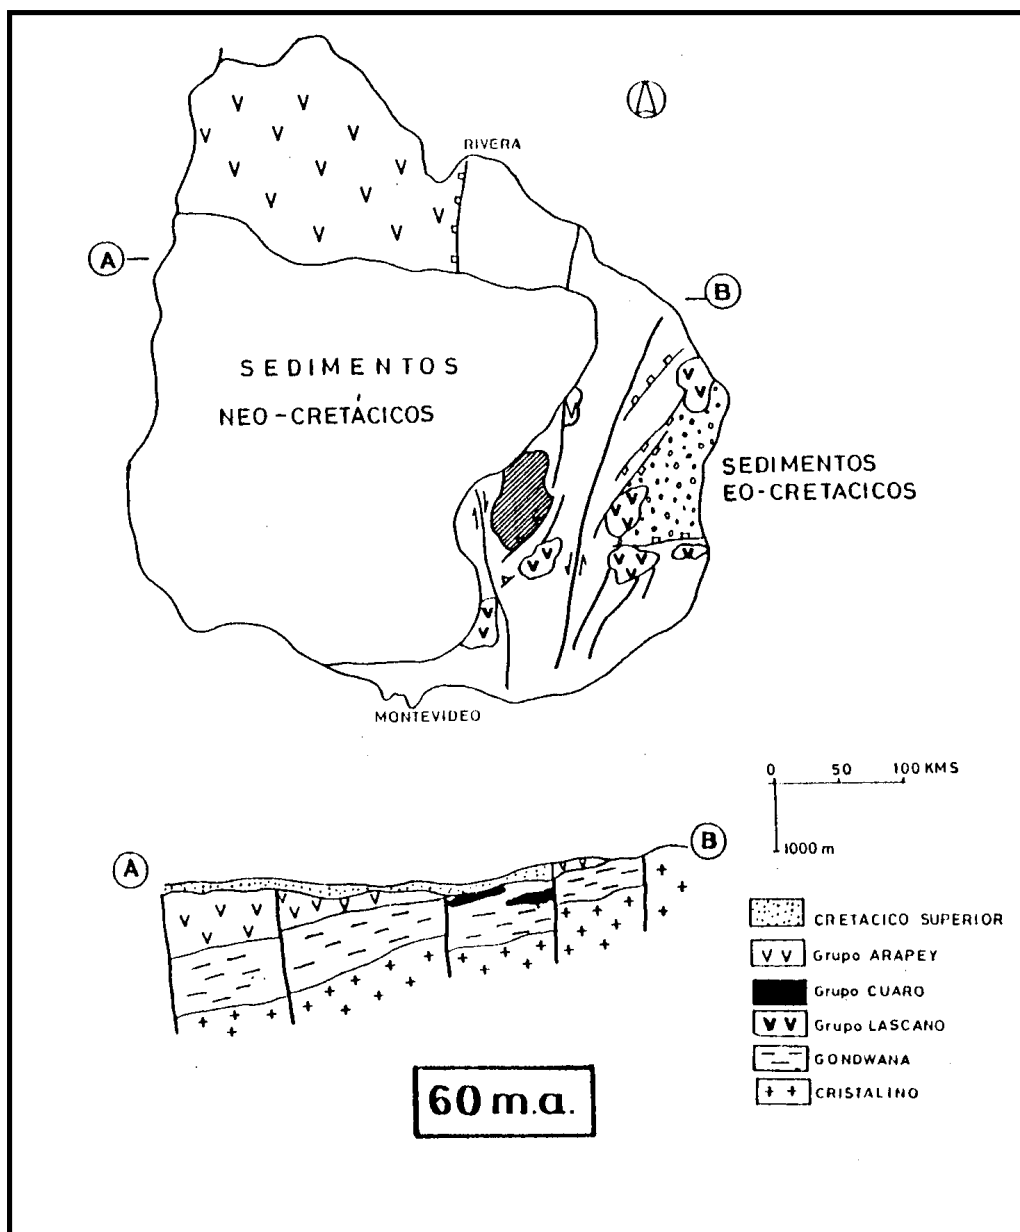 RIVERA
A
B
SEDIMENTOS
NEO-CRETÁCICOS
SEDIMENTOS
EO-CRETACICOS
MONTEVIDEO
0 50 100 KMS
1000 m
A
B
CRETACICO SUPERIOR
Grupo ARAPEY
Grupo CUARO
Grupo LASCANO
GONDWANA
CRISTALINO
60 m.a.